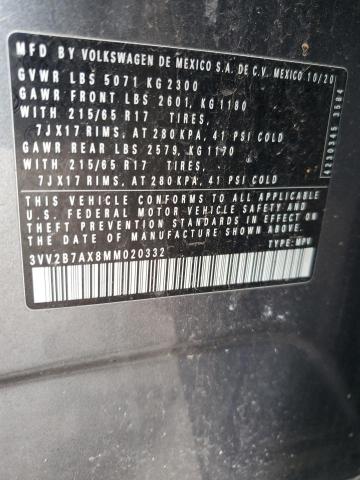 MFD BY VOLKSWAGEN DE MEXICO S.A. DE C.V. MEXICO 10/20
GVWR LBS 5071 KG 2300
GAWR FRONT LBS 2601, KG 1180
WITH 215/65 R17 TIRES,
7JX17 RIMS, AT 280 KPA, 41 PSI COLD
GAWR REAR LBS 2579, KG 1170
WITH 215/65 R17 TIRES,
7JX17 RIMS, AT 280 KPA, 41 PSI COLD
THIS VEHICLE CONFORMS TO ALL APPLICABLE
U.S. FEDERAL MOTOR VEHICLE SAFETY AND
THEFT PREVENTION STANDARDS IN EFFECT ON
THE DATE OF MANUFACTURE SHOWN ABOVE
3VV2B7AX8MM020332 TYPE: MPV